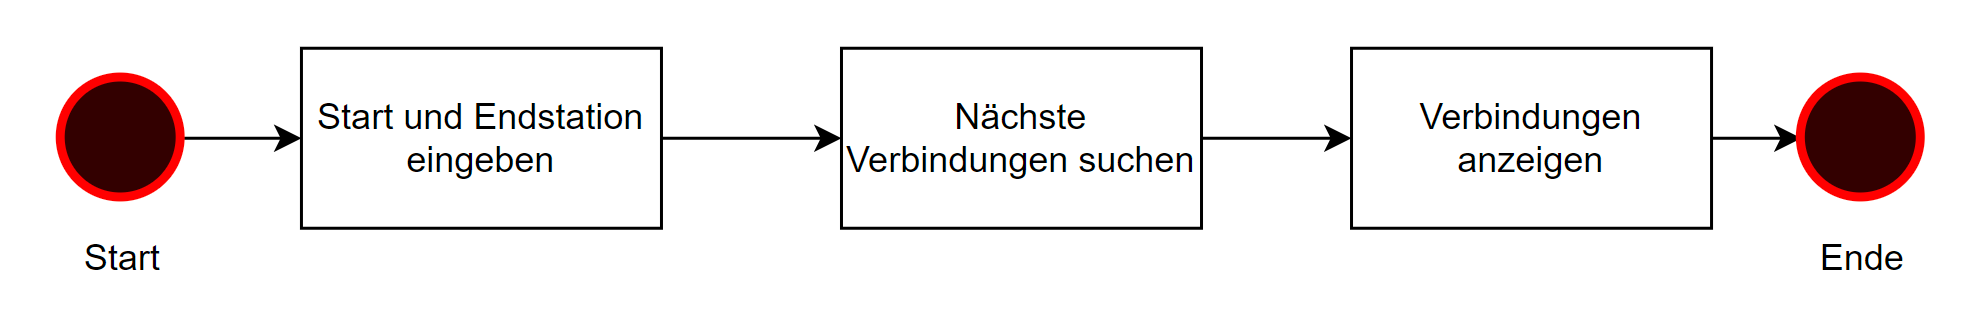 Start und Endstation
eingeben
Nächste
Verbindungen suchen
Verbindungen
anzeigen
Start
Ende